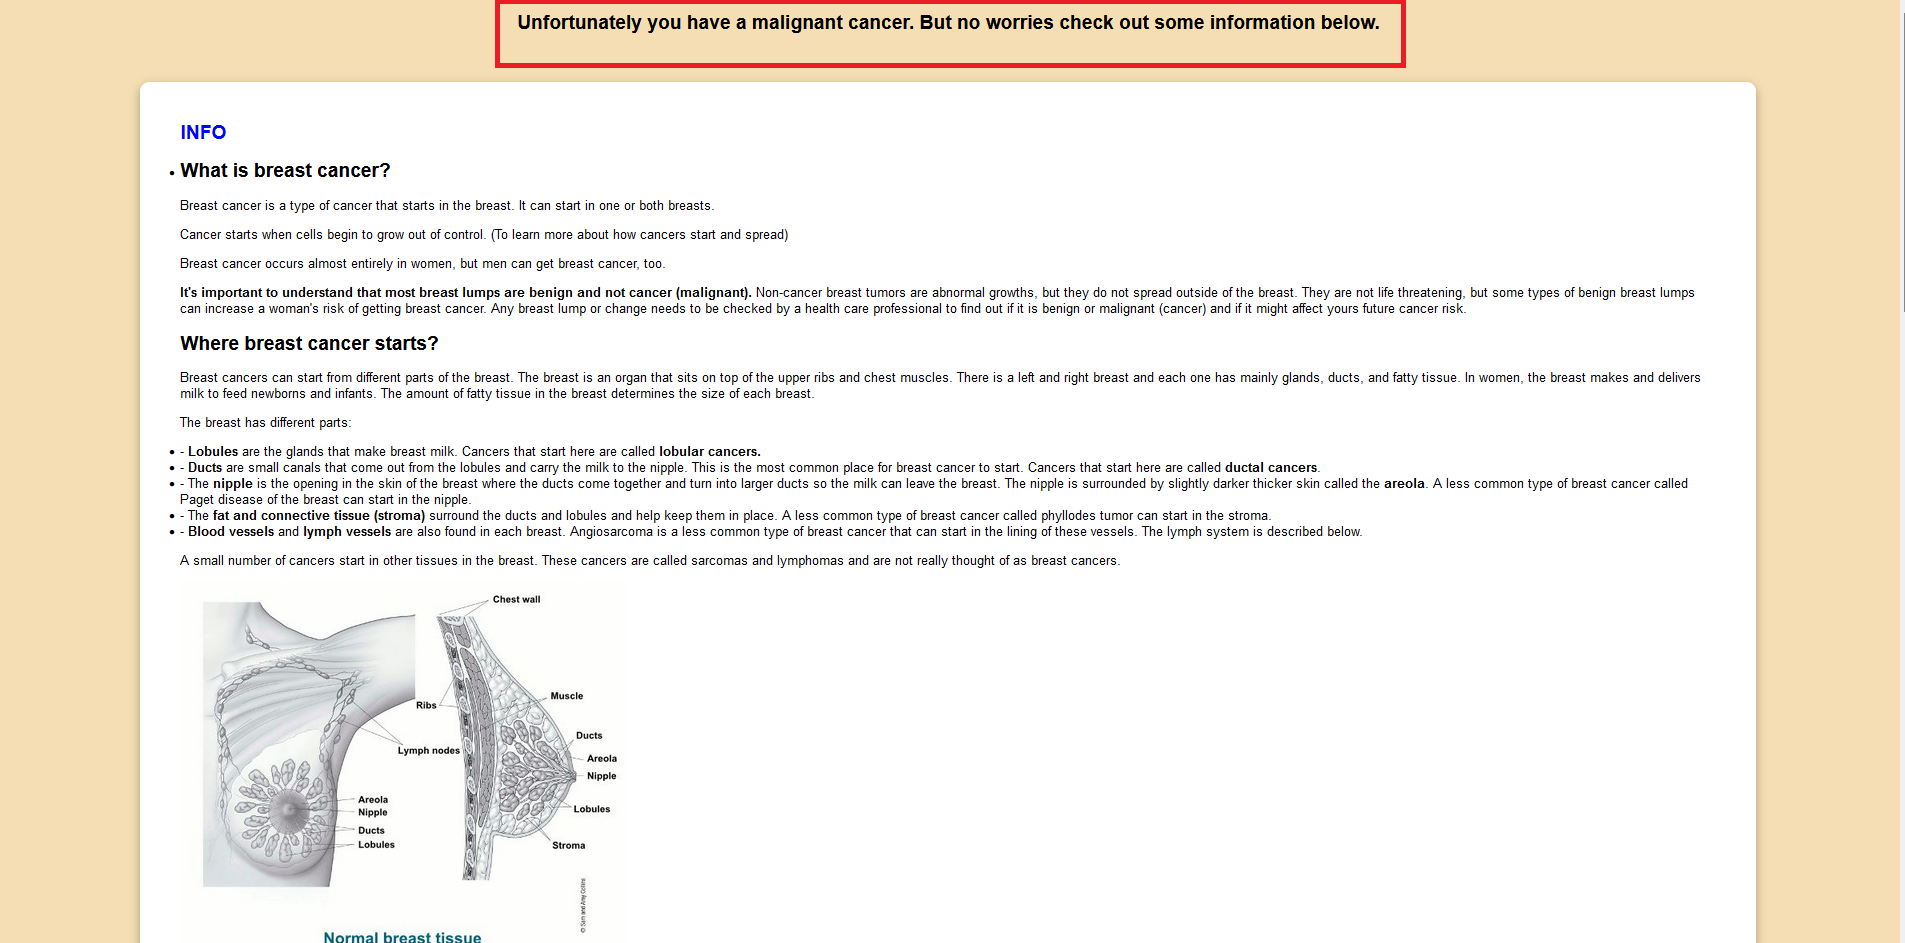 Unfortunately you have a malignant cancer. But no worries check out some information below.
INFO
• What is breast cancer?
Breast cancer is a type of cancer that starts in the breast. It can start in one or both breasts.
Cancer starts when cells begin to grow out of control. (To learn more about how cancers start and spread)
Breast cancer occurs almost entirely in women, but men can get breast cancer, too.
It's important to understand that most breast lumps are benign and not cancer (malignant). Non-cancer breast tumors are abnormal growths, but they do not spread outside of the breast. They are not life threatening, but some types of benign breast lumps
can increase a woman's risk of getting breast cancer. Any breast lump or change needs to be checked by a health care professional to find out if it is benign or malignant (cancer) and if it might affect yours future cancer risk.
Where breast cancer starts?
Breast cancers can start from different parts of the breast. The breast is an organ that sits on top of the upper ribs and chest muscles. There is a left and right breast and each one has mainly glands, ducts, and fatty tissue. In women, the breast makes and delivers
milk to feed newborns and infants. The amount of fatty tissue in the breast determines the size of each breast.
The breast has different parts:
• - Lobules are the glands that make breast milk. Cancers that start here are called lobular cancers.
• - Ducts are small canals that come out from the lobules and carry the milk to the nipple. This is the most common place for breast cancer to start. Cancers that start here are called ductal cancers.
• - The nipple is the opening in the skin of the breast where the ducts come together and turn into larger ducts so the milk can leave the breast. The nipple is surrounded by slightly darker thicker skin called the areola. A less common type of breast cancer called
Paget disease of the breast can start in the nipple.
• - The fat and connective tissue (stroma) surround the ducts and lobules and help keep them in place. A less common type of breast cancer called phyllodes tumor can start in the stroma.
• - Blood vessels and lymph vessels are also found in each breast. Angiosarcoma is a less common type of breast cancer that can start in the lining of these vessels. The lymph system is described below.
A small number of cancers start in other tissues in the breast. These cancers are called sarcomas and lymphomas and are not really thought of as breast cancers.
Chest wall
Muscle
Ribs
Ducts
Lymph nodes
Areola
Nipple
Areola
Lobules
Nipple
Ducts
Lobules
Stroma
© Sam and Amy Collins
Normal breast tissue